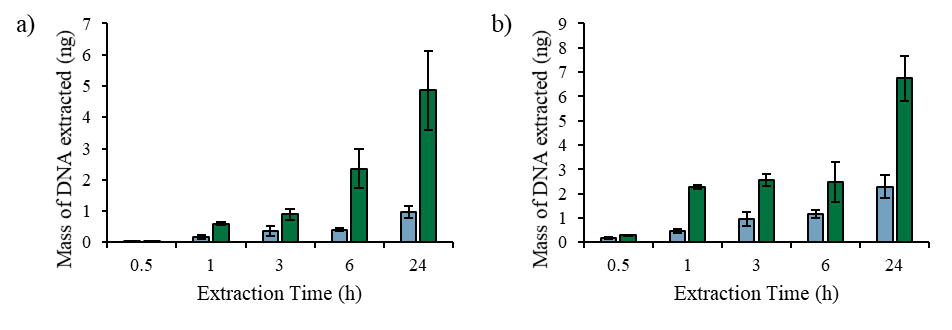 a)
Mass of DNA extracted (ng)
7
6
5
4
3
2
1
0
0.5 1 3 6 24
Extraction Time (h)
b)
Mass of DNA extracted (ng)
9
8
7
6
5
4
3
2
1
0
0.5 1 3 6 24
Extraction Time (h)